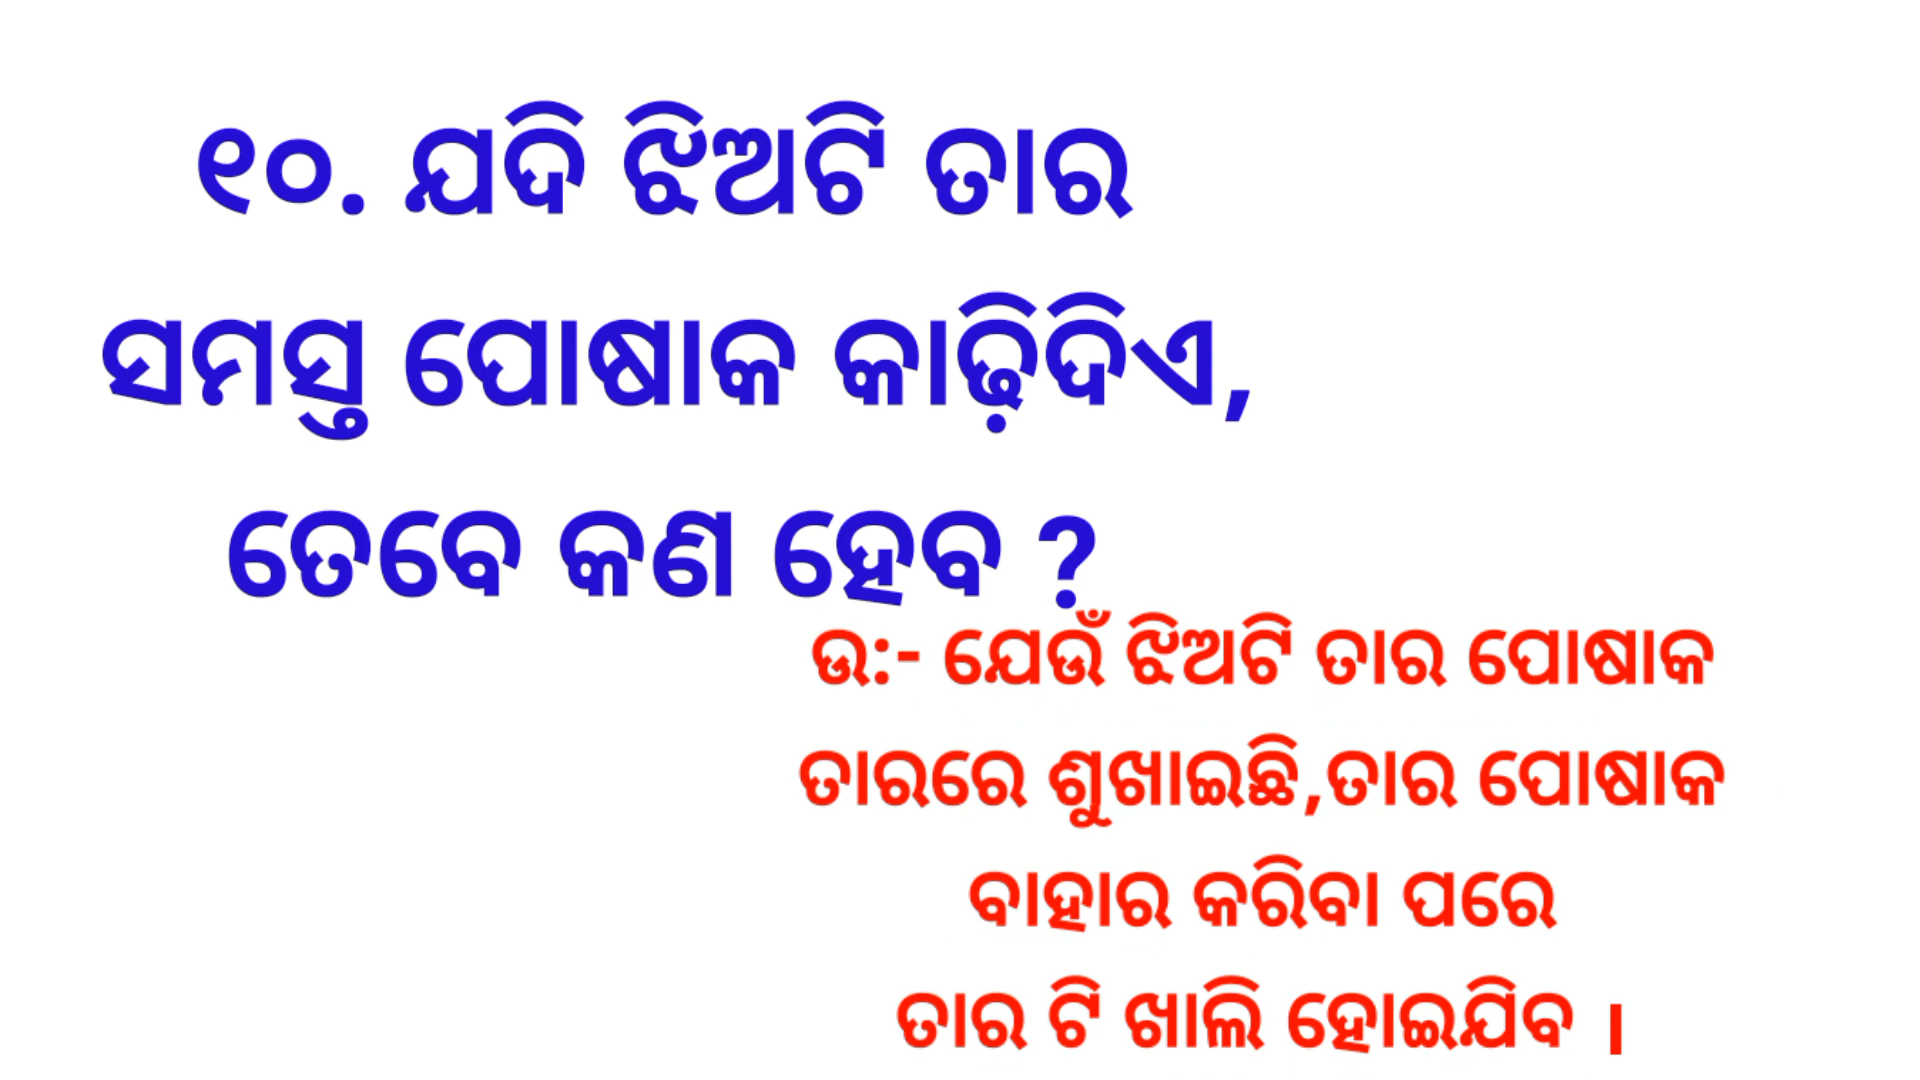 ୧୦. ଯଦି ଝିଅଟି ତାର
ସମସ୍ତ ପୋଷାକ କାଢ଼ିଦିଏ,
ତେବେ କଣ ହେବ ?
ଉ:- ଯେଉଁ ଝିଅଟି ତାର ପୋଷାକ
ତାରରେ ଶୁଖାଇଛି,ତାର ପୋଷାକ
ବାହାର କରିବା ପରେ
ତାର ଟି ଖାଲି ହୋଇଯିବ ।